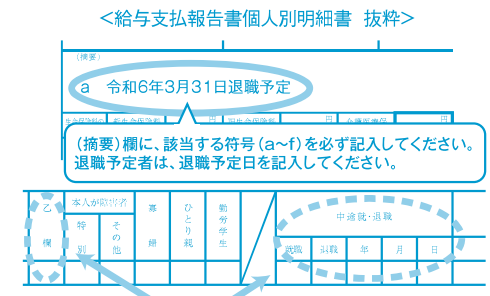 ＜給与支払報告書個人別明細書 抜粋＞
（摘要）
a 令和6年3月31日退職予定
円 円 円
（摘要）欄に、該当する符号（a〜f）を必ず記入してください。
退職予定者は、退職予定日を記入してください。
乙欄
本人が障害者
特別
その他
寡婦
ひとり親
勤労学生
中途就・退職
就職 退職 年 月 日